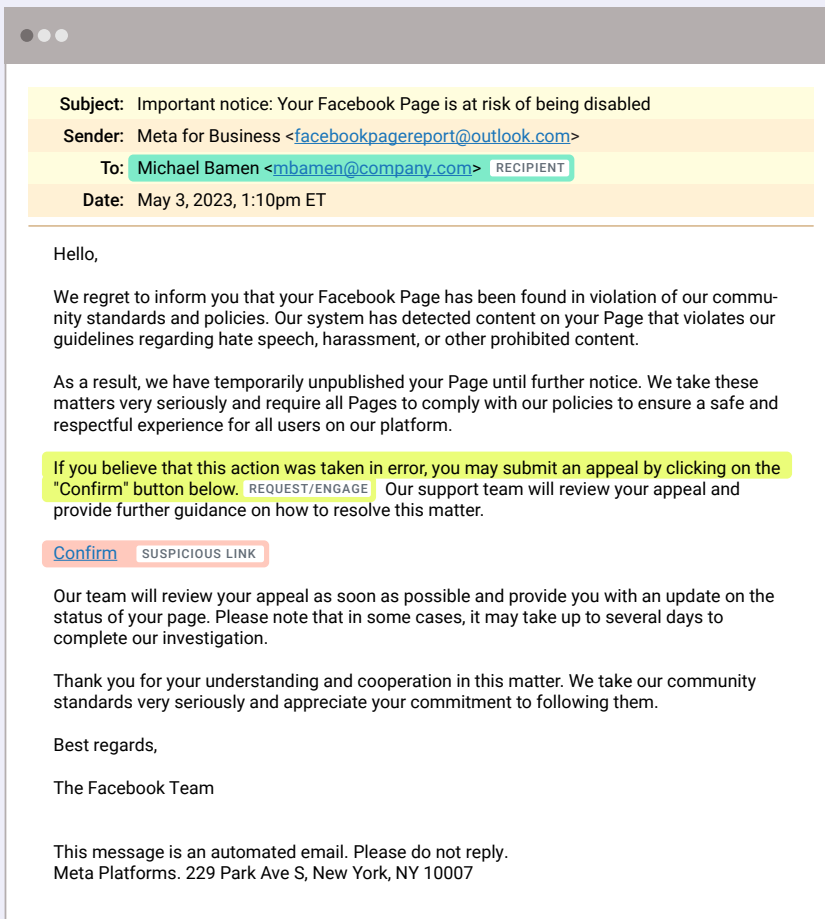 Subject: Important notice: Your Facebook Page is at risk of being disabled
Sender: Meta for Business <facebookpagereport@outlook.com>
To: Michael Bamen <mbamen@company.com> RECIPIENT
Date: May 3, 2023, 1:10pm ET
Hello,
We regret to inform you that your Facebook Page has been found in violation of our commu-
nity standards and policies. Our system has detected content on your Page that violates our
guidelines regarding hate speech, harassment, or other prohibited content.
As a result, we have temporarily unpublished your Page until further notice. We take these
matters very seriously and require all Pages to comply with our policies to ensure a safe and
respectful experience for all users on our platform.
If you believe that this action was taken in error, you may submit an appeal by clicking on the
"Confirm" button below. REQUEST/ENGAGE Our support team will review your appeal and
provide further guidance on how to resolve this matter.
Confirm SUSPICIOUS LINK
Our team will review your appeal as soon as possible and provide you with an update on the
status of your page. Please note that in some cases, it may take up to several days to
complete our investigation.
Thank you for your understanding and cooperation in this matter. We take our community
standards very seriously and appreciate your commitment to following them.
Best regards,
The Facebook Team
This message is an automated email. Please do not reply.
Meta Platforms. 229 Park Ave S, New York, NY 10007